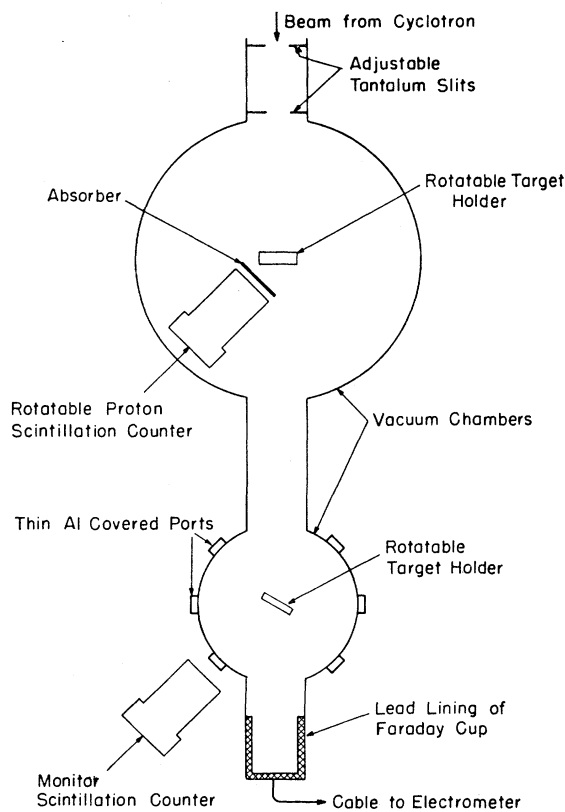 Beam from Cyclotron
Adjustable
Tantalum Slits
Absorber
Rotatable Target
Holder
Rotatable Proton
Scintillation Counter
Vacuum Chambers
Thin Al Covered Ports
Rotatable
Target Holder
Lead Lining of
Faraday Cup
Monitor
Scintillation Counter
Cable to Electrometer